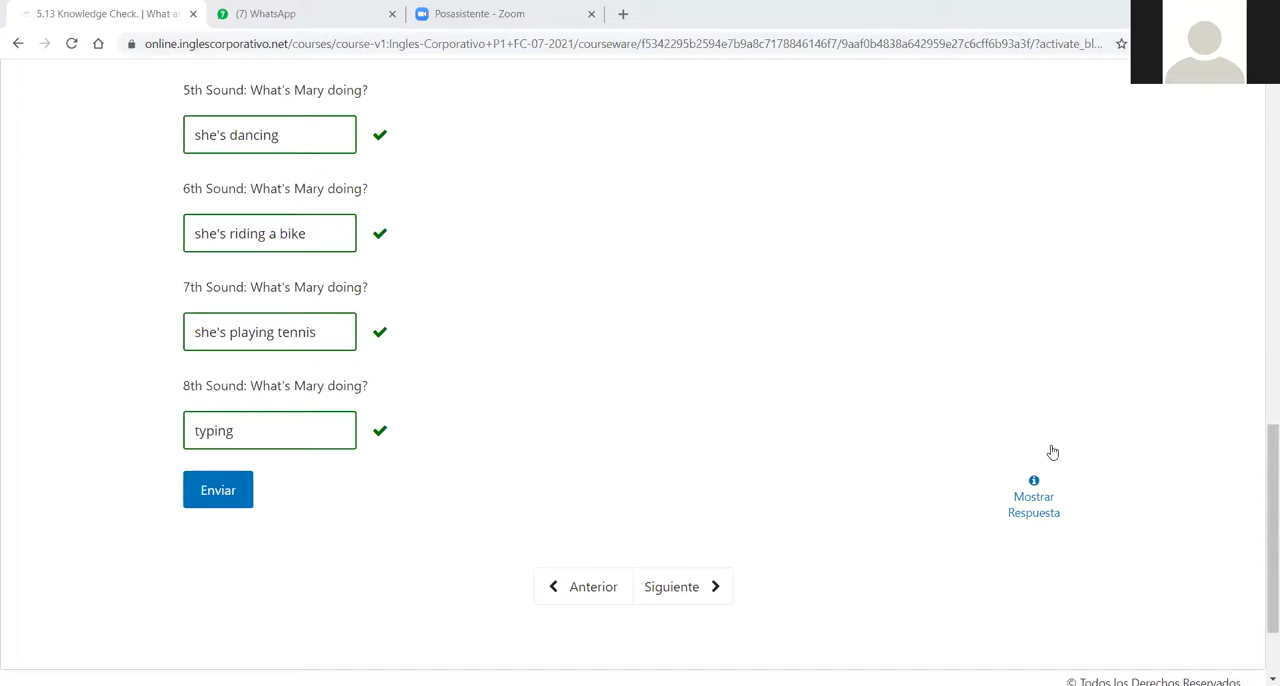 5.13 Knowledge Check. | What a
(7) WhatsApp
Posasistente - Zoom
online.inglescorporativo.net/courses/course-v1:Ingles-Corporativo+P1+FC-07-2021/courseware/f5342295b2594e7b9a8c7178846146f7/9aaf0b4838a642959e27c6cff6b93a3f/?activate_bl...
5th Sound: What's Mary doing?
she's dancing
6th Sound: What's Mary doing?
she's riding a bike
7th Sound: What's Mary doing?
she's playing tennis
8th Sound: What's Mary doing?
typing
Enviar
Mostrar
Respuesta
Anterior
Siguiente
© Todos los Derechos Reservados